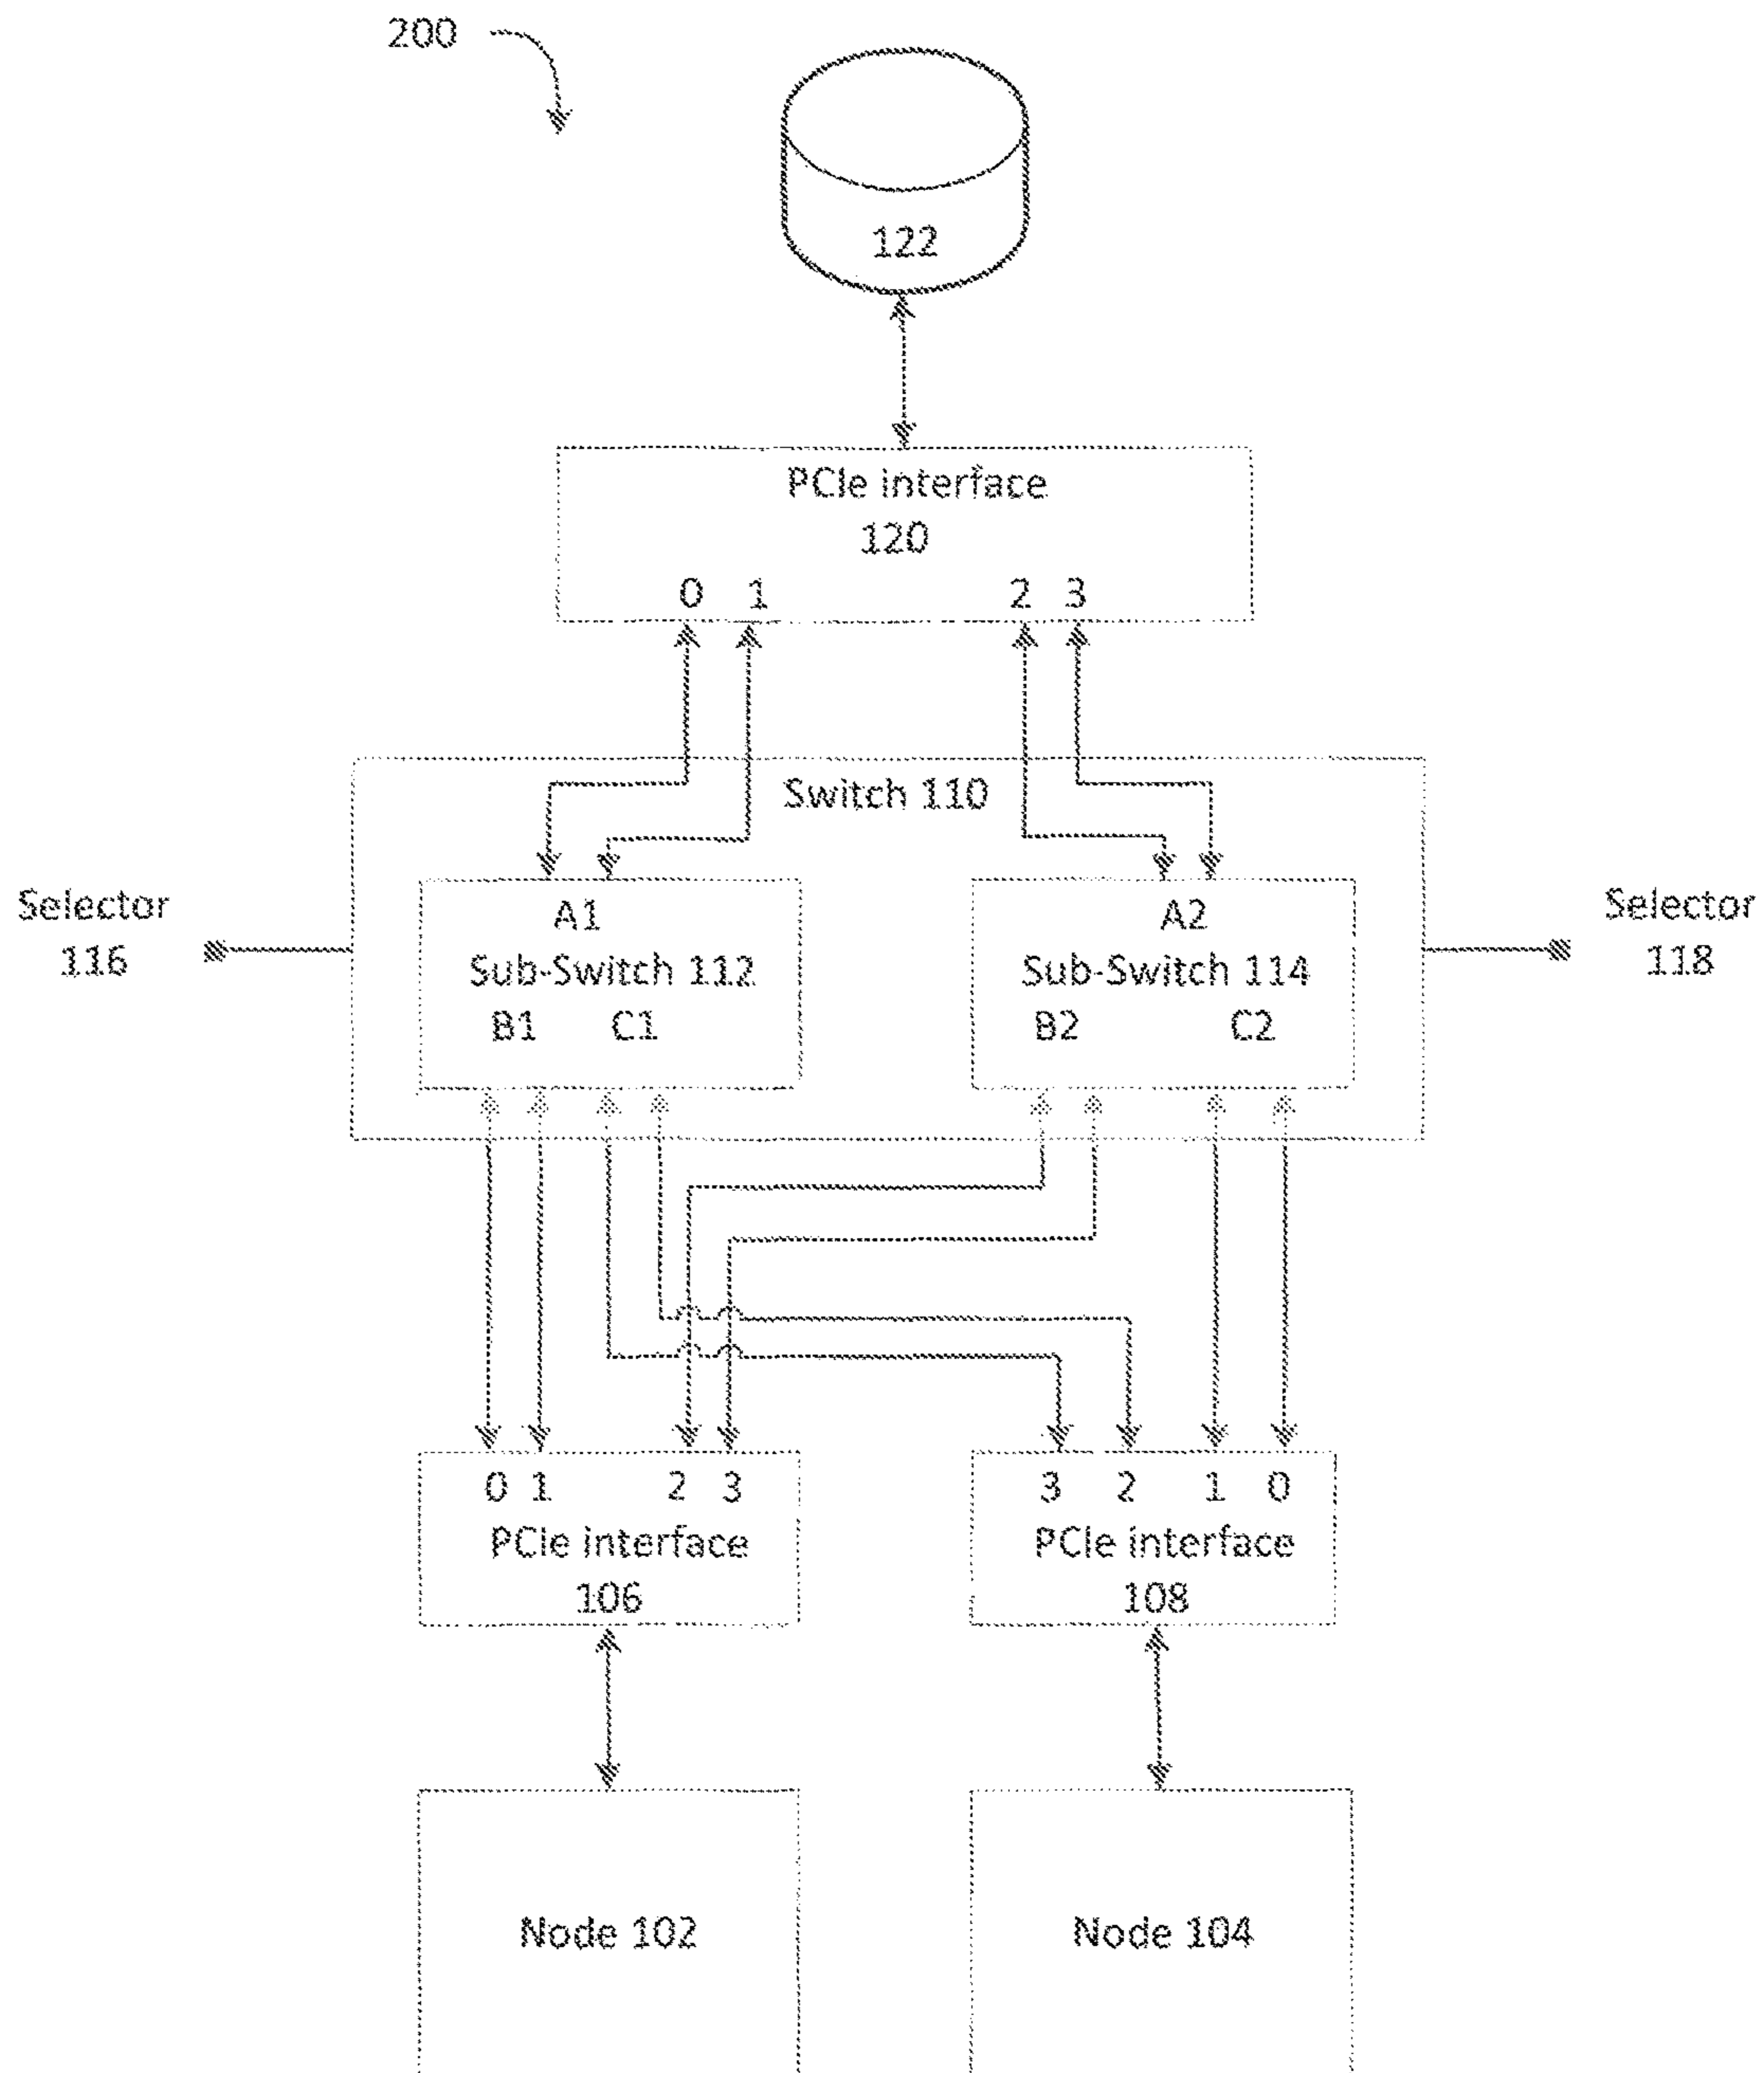 200
122
PCIe interface
120
0 1 2 3
Switch 110
Selector
116
A1
Sub-Switch 112
B1 C1
A2
Sub-Switch 114
B2 C2
Selector
118
0 1 2 3
PCIe interface
106
3 2 1 0
PCIe interface
108
Node 102
Node 104